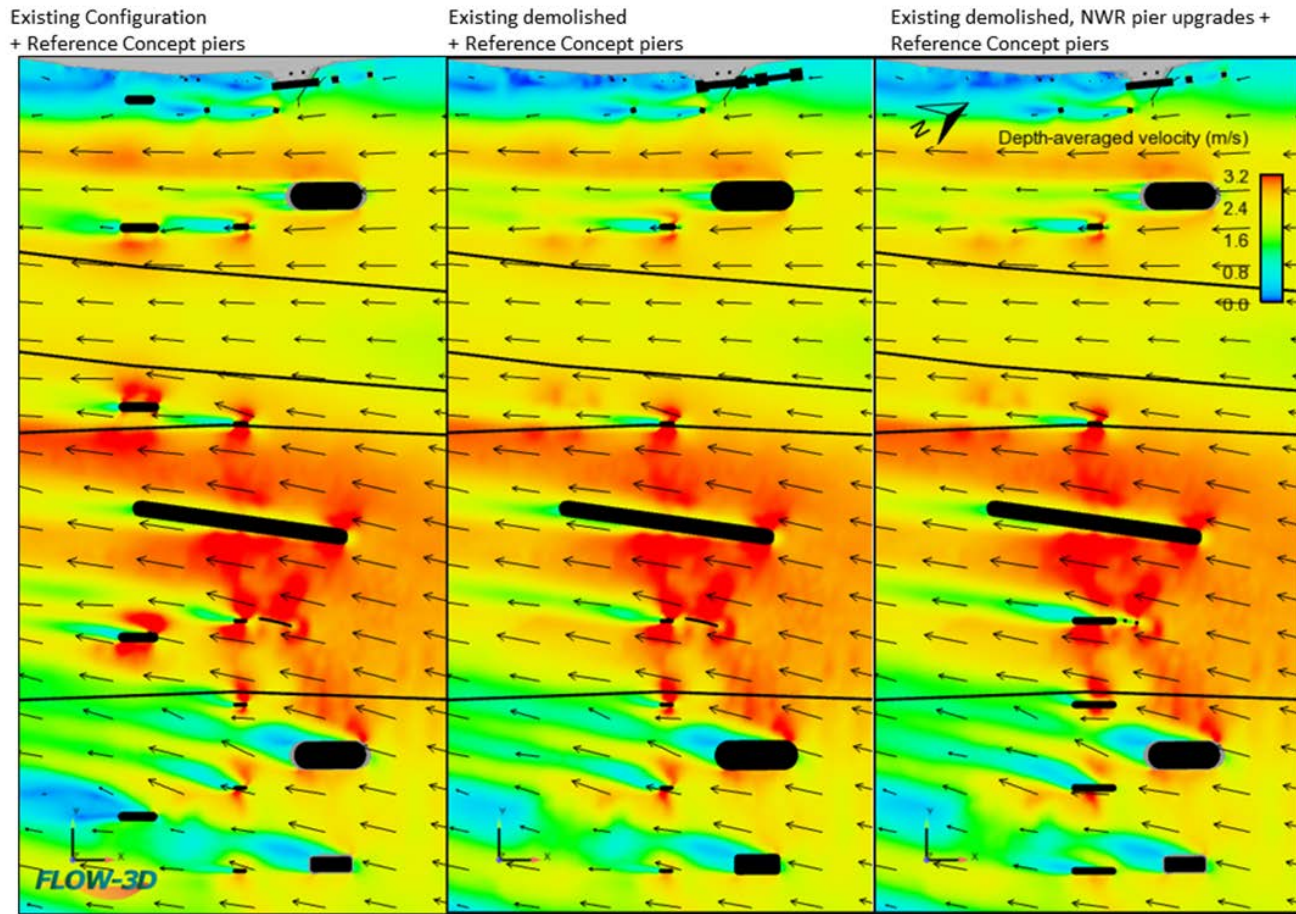 Existing Configuration
+ Reference Concept piers
Existing demolished
+ Reference Concept piers
Existing demolished, NWR pier upgrades +
Reference Concept piers
N
Depth-averaged velocity (m/s)
3.2
2.4
1.6
0.8
0.0
Y
X
FLOW-3D
Y
X
Y
X